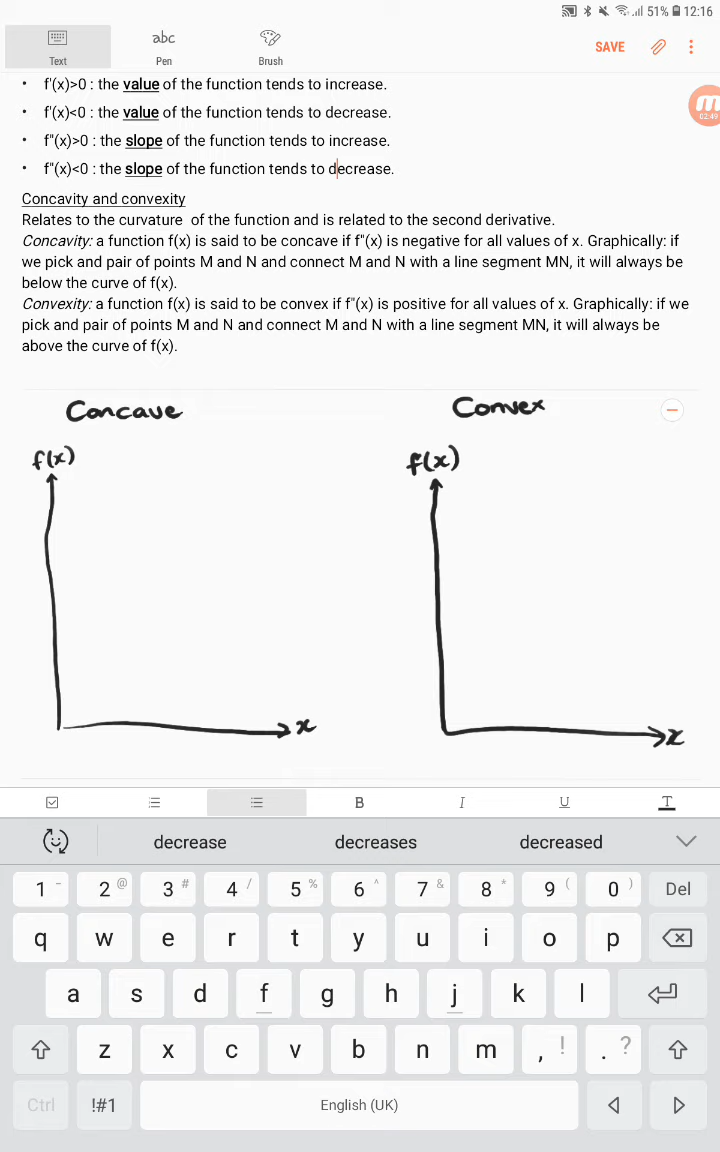 51% 12:16
Text
abc
Pen
Brush
SAVE
02:49
• f'(x)>0 : the value of the function tends to increase.
• f'(x)<0 : the value of the function tends to decrease.
• f"(x)>0 : the slope of the function tends to increase.
• f"(x)<0 : the slope of the function tends to decrease.
Concavity and convexity
Relates to the curvature of the function and is related to the second derivative.
Concavity: a function f(x) is said to be concave if f"(x) is negative for all values of x. Graphically: if
we pick and pair of points M and N and connect M and N with a line segment MN, it will always be
below the curve of f(x).
Convexity: a function f(x) is said to be convex if f"(x) is positive for all values of x. Graphically: if we
pick and pair of points M and N and connect M and N with a line segment MN, it will always be
above the curve of f(x).
Concave
Convex
f(x)
f(x)
x
x
B I U T
decrease decreases decreased
1 - 2 @ 3 # 4 / 5 % 6 ^ 7 & 8 * 9 ( 0 ) Del
q w e r t y u i o p
a s d f g h j k l
z x c v b n m , ! . ?
Ctrl !#1 English (UK)